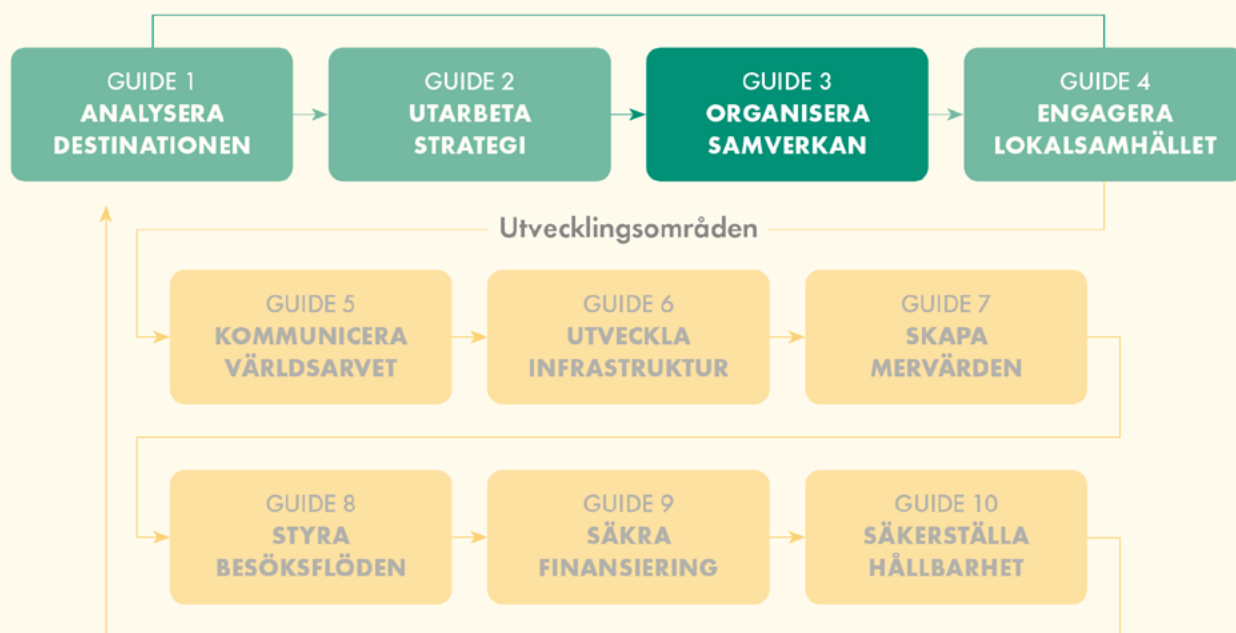 GUIDE 1
ANALYSERA
DESTINATIONEN
GUIDE 2
UTARBETA
STRATEGI
GUIDE 3
ORGANISERA
SAMVERKAN
GUIDE 4
ENGAGERA
LOKALSAMHÄLLET
Utvecklingsområden
GUIDE 5
KOMMUNICERA
VÄRLDSARVET
GUIDE 6
UTVECKLA
INFRASTRUKTUR
GUIDE 7
SKAPA
MERVÄRDEN
GUIDE 8
STYRA
BESÖKSFLÖDEN
GUIDE 9
SÄKRA
FINANSIERING
GUIDE 10
SÄKERSTÄLLA
HÅLLBARHET